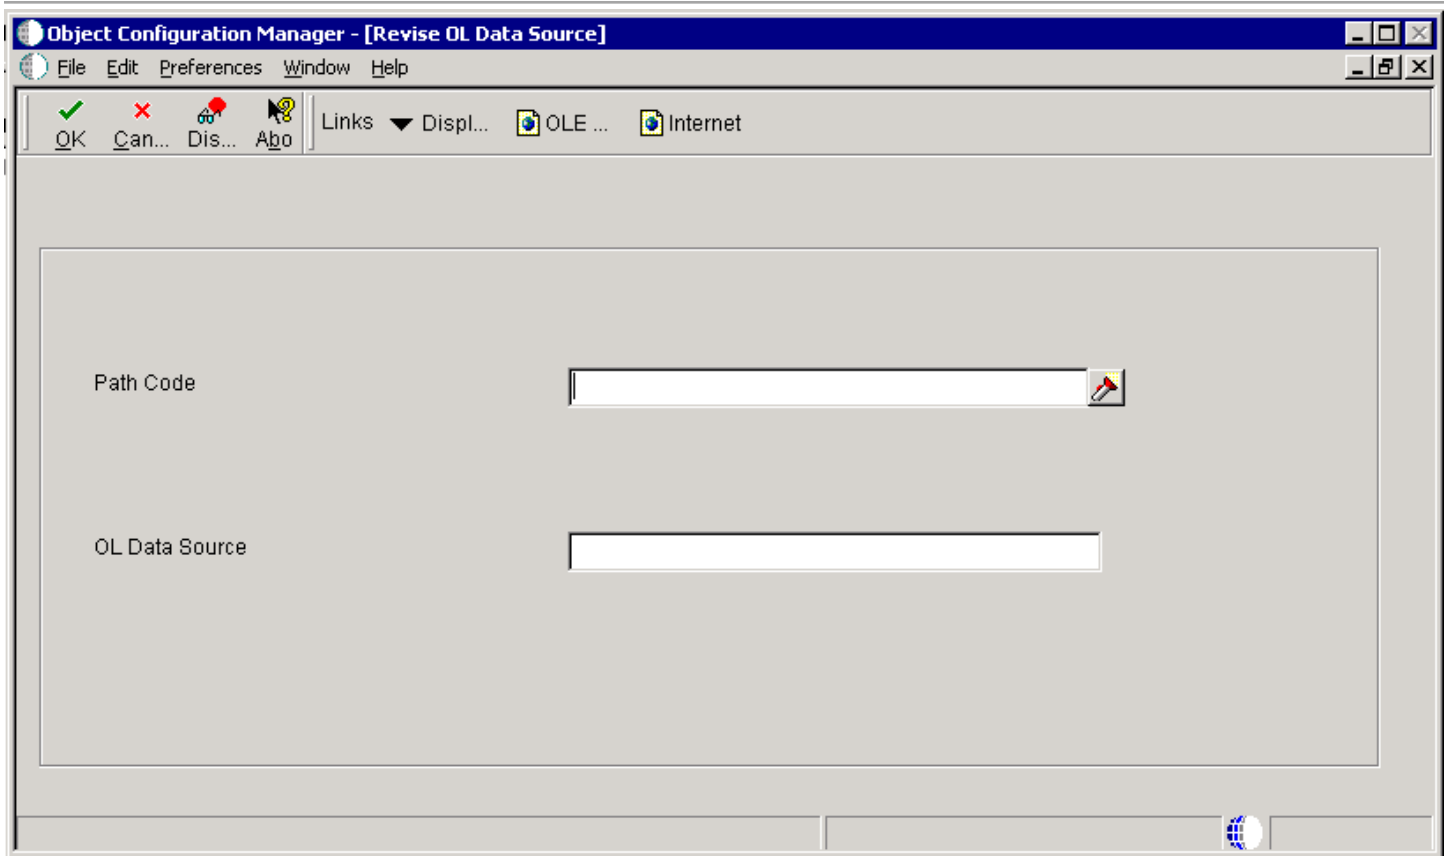 Object Configuration Manager - [Revise OL Data Source]
File Edit Preferences Window Help
OK Can... Dis... Abo Links Displ... OLE ... Internet
Path Code
OL Data Source